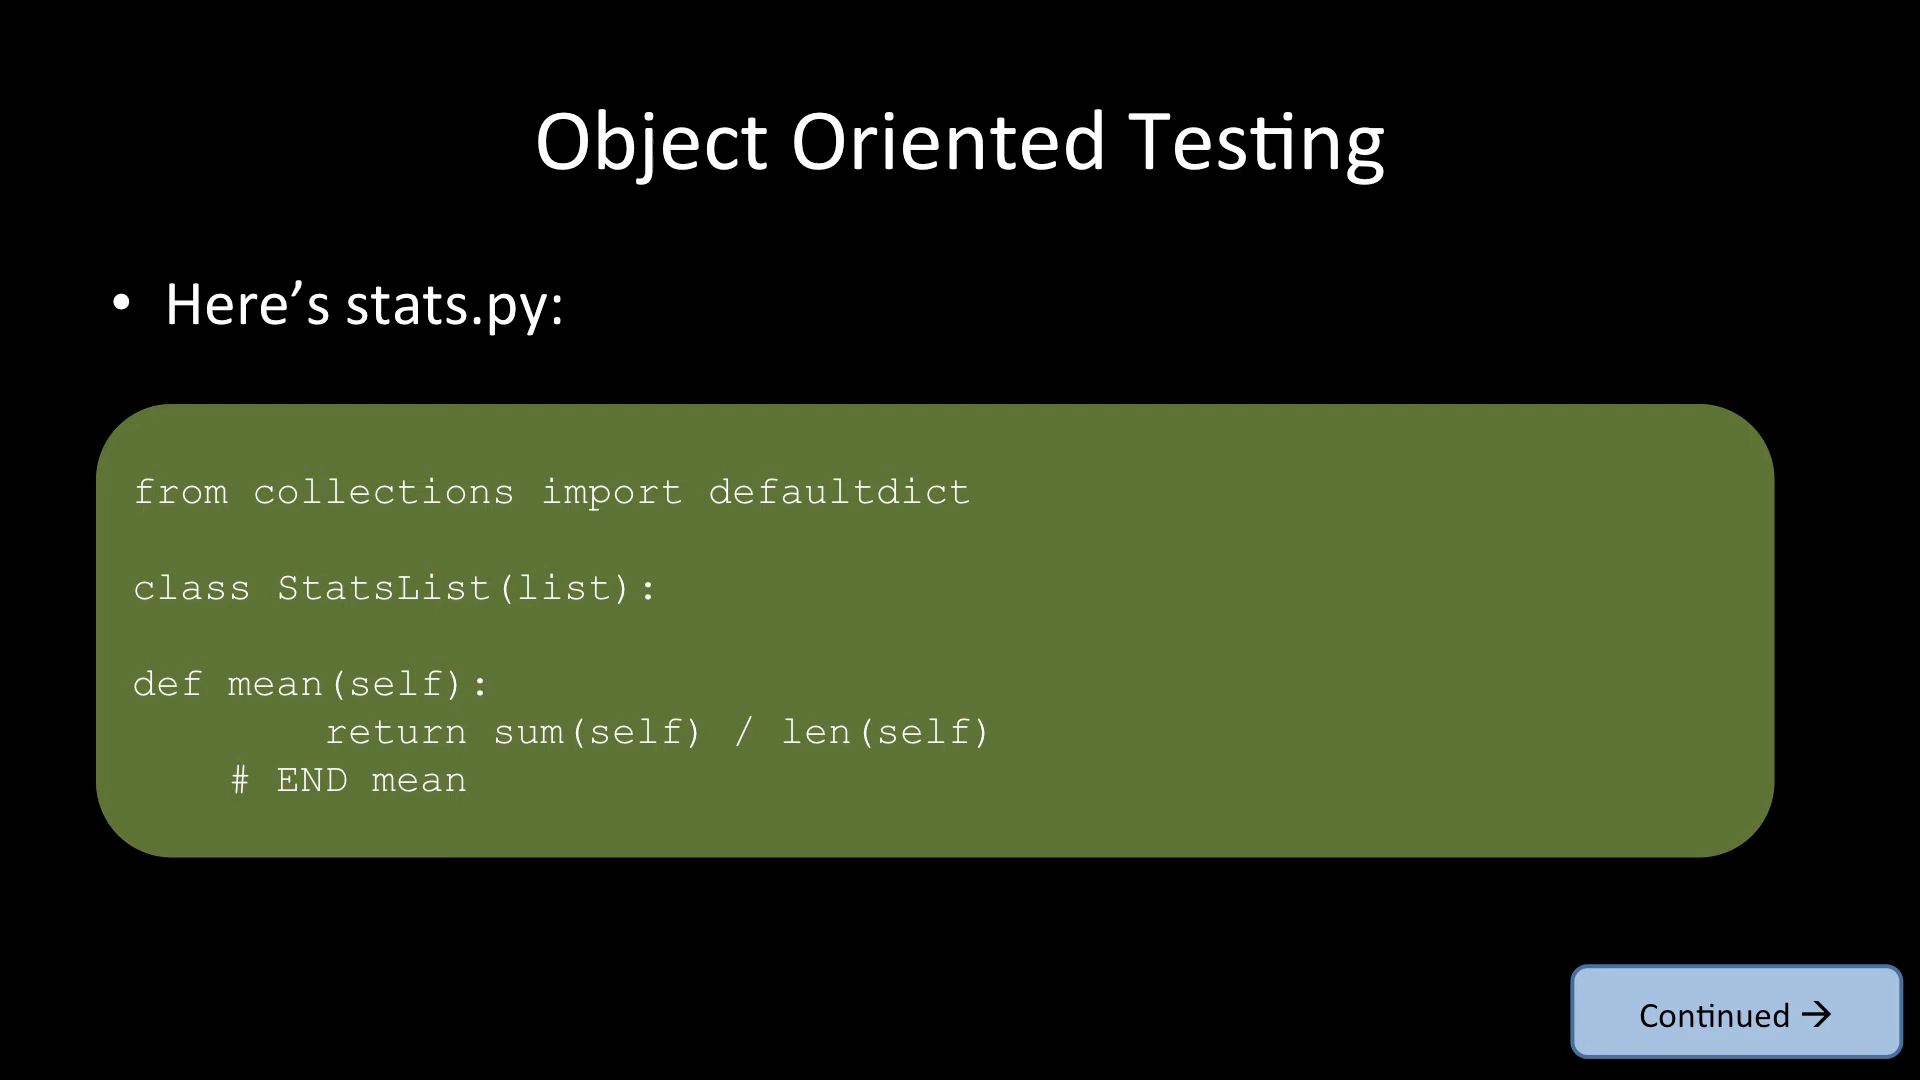 Object Oriented Testing
• Here’s stats.py:
from collections import defaultdict
class StatsList(list):
def mean(self):
        return sum(self) / len(self)
    # END mean
Continued →